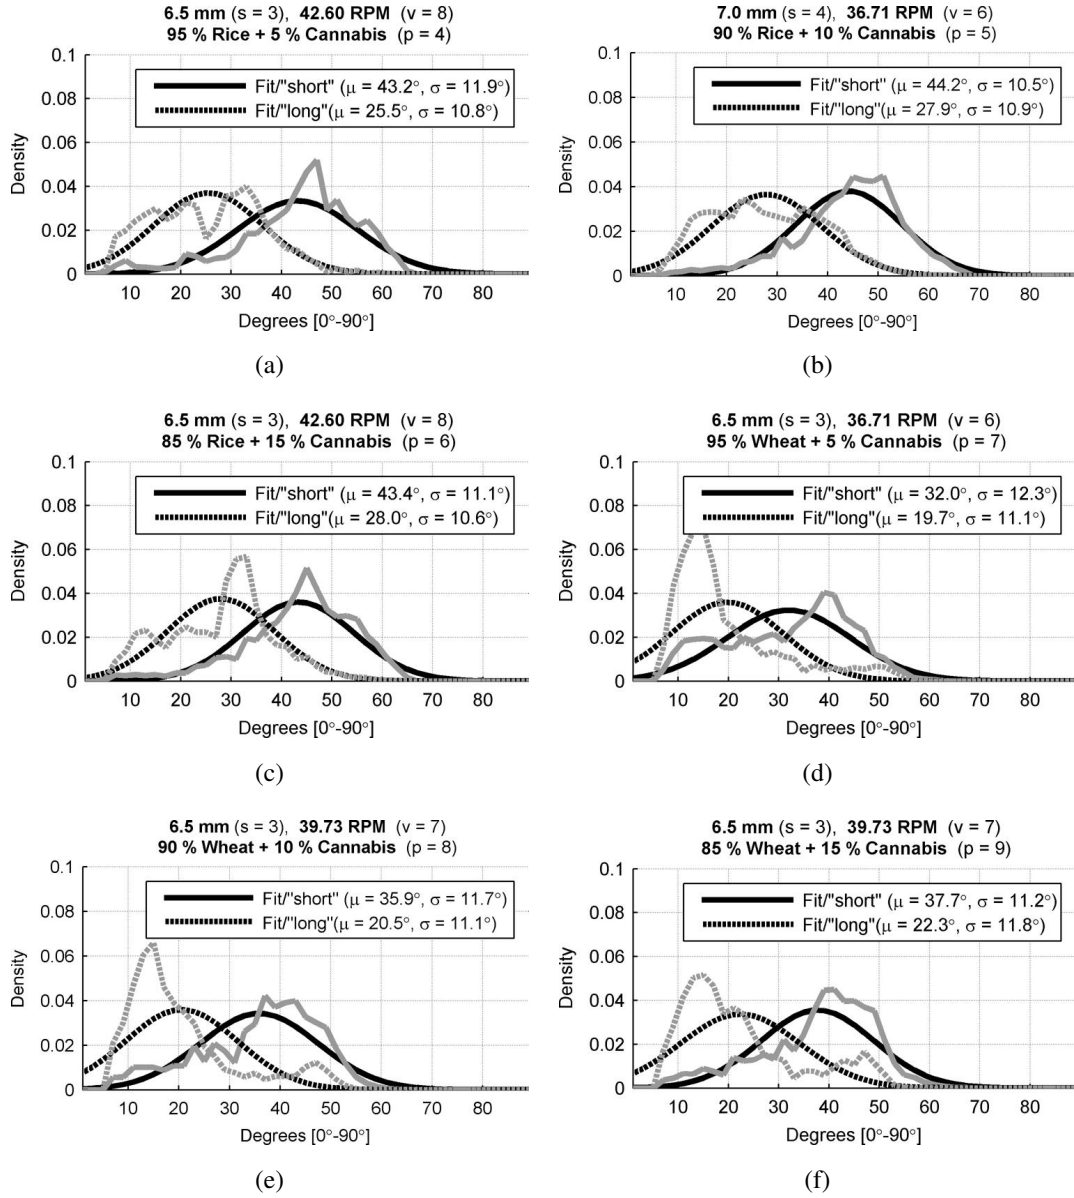 6.5 mm (s = 3), 42.60 RPM (v = 8)
95 % Rice + 5 % Cannabis (p = 4)
0.1
0.08
0.06
0.04
0.02
0
Density
Fit/"short" (μ = 43.2°, σ = 11.9°)
Fit/"long"(μ = 25.5°, σ = 10.8°)
10 20 30 40 50 60 70 80
Degrees [0°-90°]
(a)
7.0 mm (s = 4), 36.71 RPM (v = 6)
90 % Rice + 10 % Cannabis (p = 5)
0.1
0.08
0.06
0.04
0.02
0
Density
Fit/"short" (μ = 44.2°, σ = 10.5°)
Fit/"long"(μ = 27.9°, σ = 10.9°)
10 20 30 40 50 60 70 80
Degrees [0°-90°]
(b)
6.5 mm (s = 3), 42.60 RPM (v = 8)
85 % Rice + 15 % Cannabis (p = 6)
0.1
0.08
0.06
0.04
0.02
0
Density
Fit/"short" (μ = 43.4°, σ = 11.1°)
Fit/"long"(μ = 28.0°, σ = 10.6°)
10 20 30 40 50 60 70 80
Degrees [0°-90°]
(c)
6.5 mm (s = 3), 36.71 RPM (v = 6)
95 % Wheat + 5 % Cannabis (p = 7)
0.1
0.08
0.06
0.04
0.02
0
Density
Fit/"short" (μ = 32.0°, σ = 12.3°)
Fit/"long"(μ = 19.7°, σ = 11.1°)
10 20 30 40 50 60 70 80
Degrees [0°-90°]
(d)
6.5 mm (s = 3), 39.73 RPM (v = 7)
90 % Wheat + 10 % Cannabis (p = 8)
0.1
0.08
0.06
0.04
0.02
0
Density
Fit/"short" (μ = 35.9°, σ = 11.7°)
Fit/"long"(μ = 20.5°, σ = 11.1°)
10 20 30 40 50 60 70 80
Degrees [0°-90°]
(e)
6.5 mm (s = 3), 39.73 RPM (v = 7)
85 % Wheat + 15 % Cannabis (p = 9)
0.1
0.08
0.06
0.04
0.02
0
Density
Fit/"short" (μ = 37.7°, σ = 11.2°)
Fit/"long"(μ = 22.3°, σ = 11.8°)
10 20 30 40 50 60 70 80
Degrees [0°-90°]
(f)